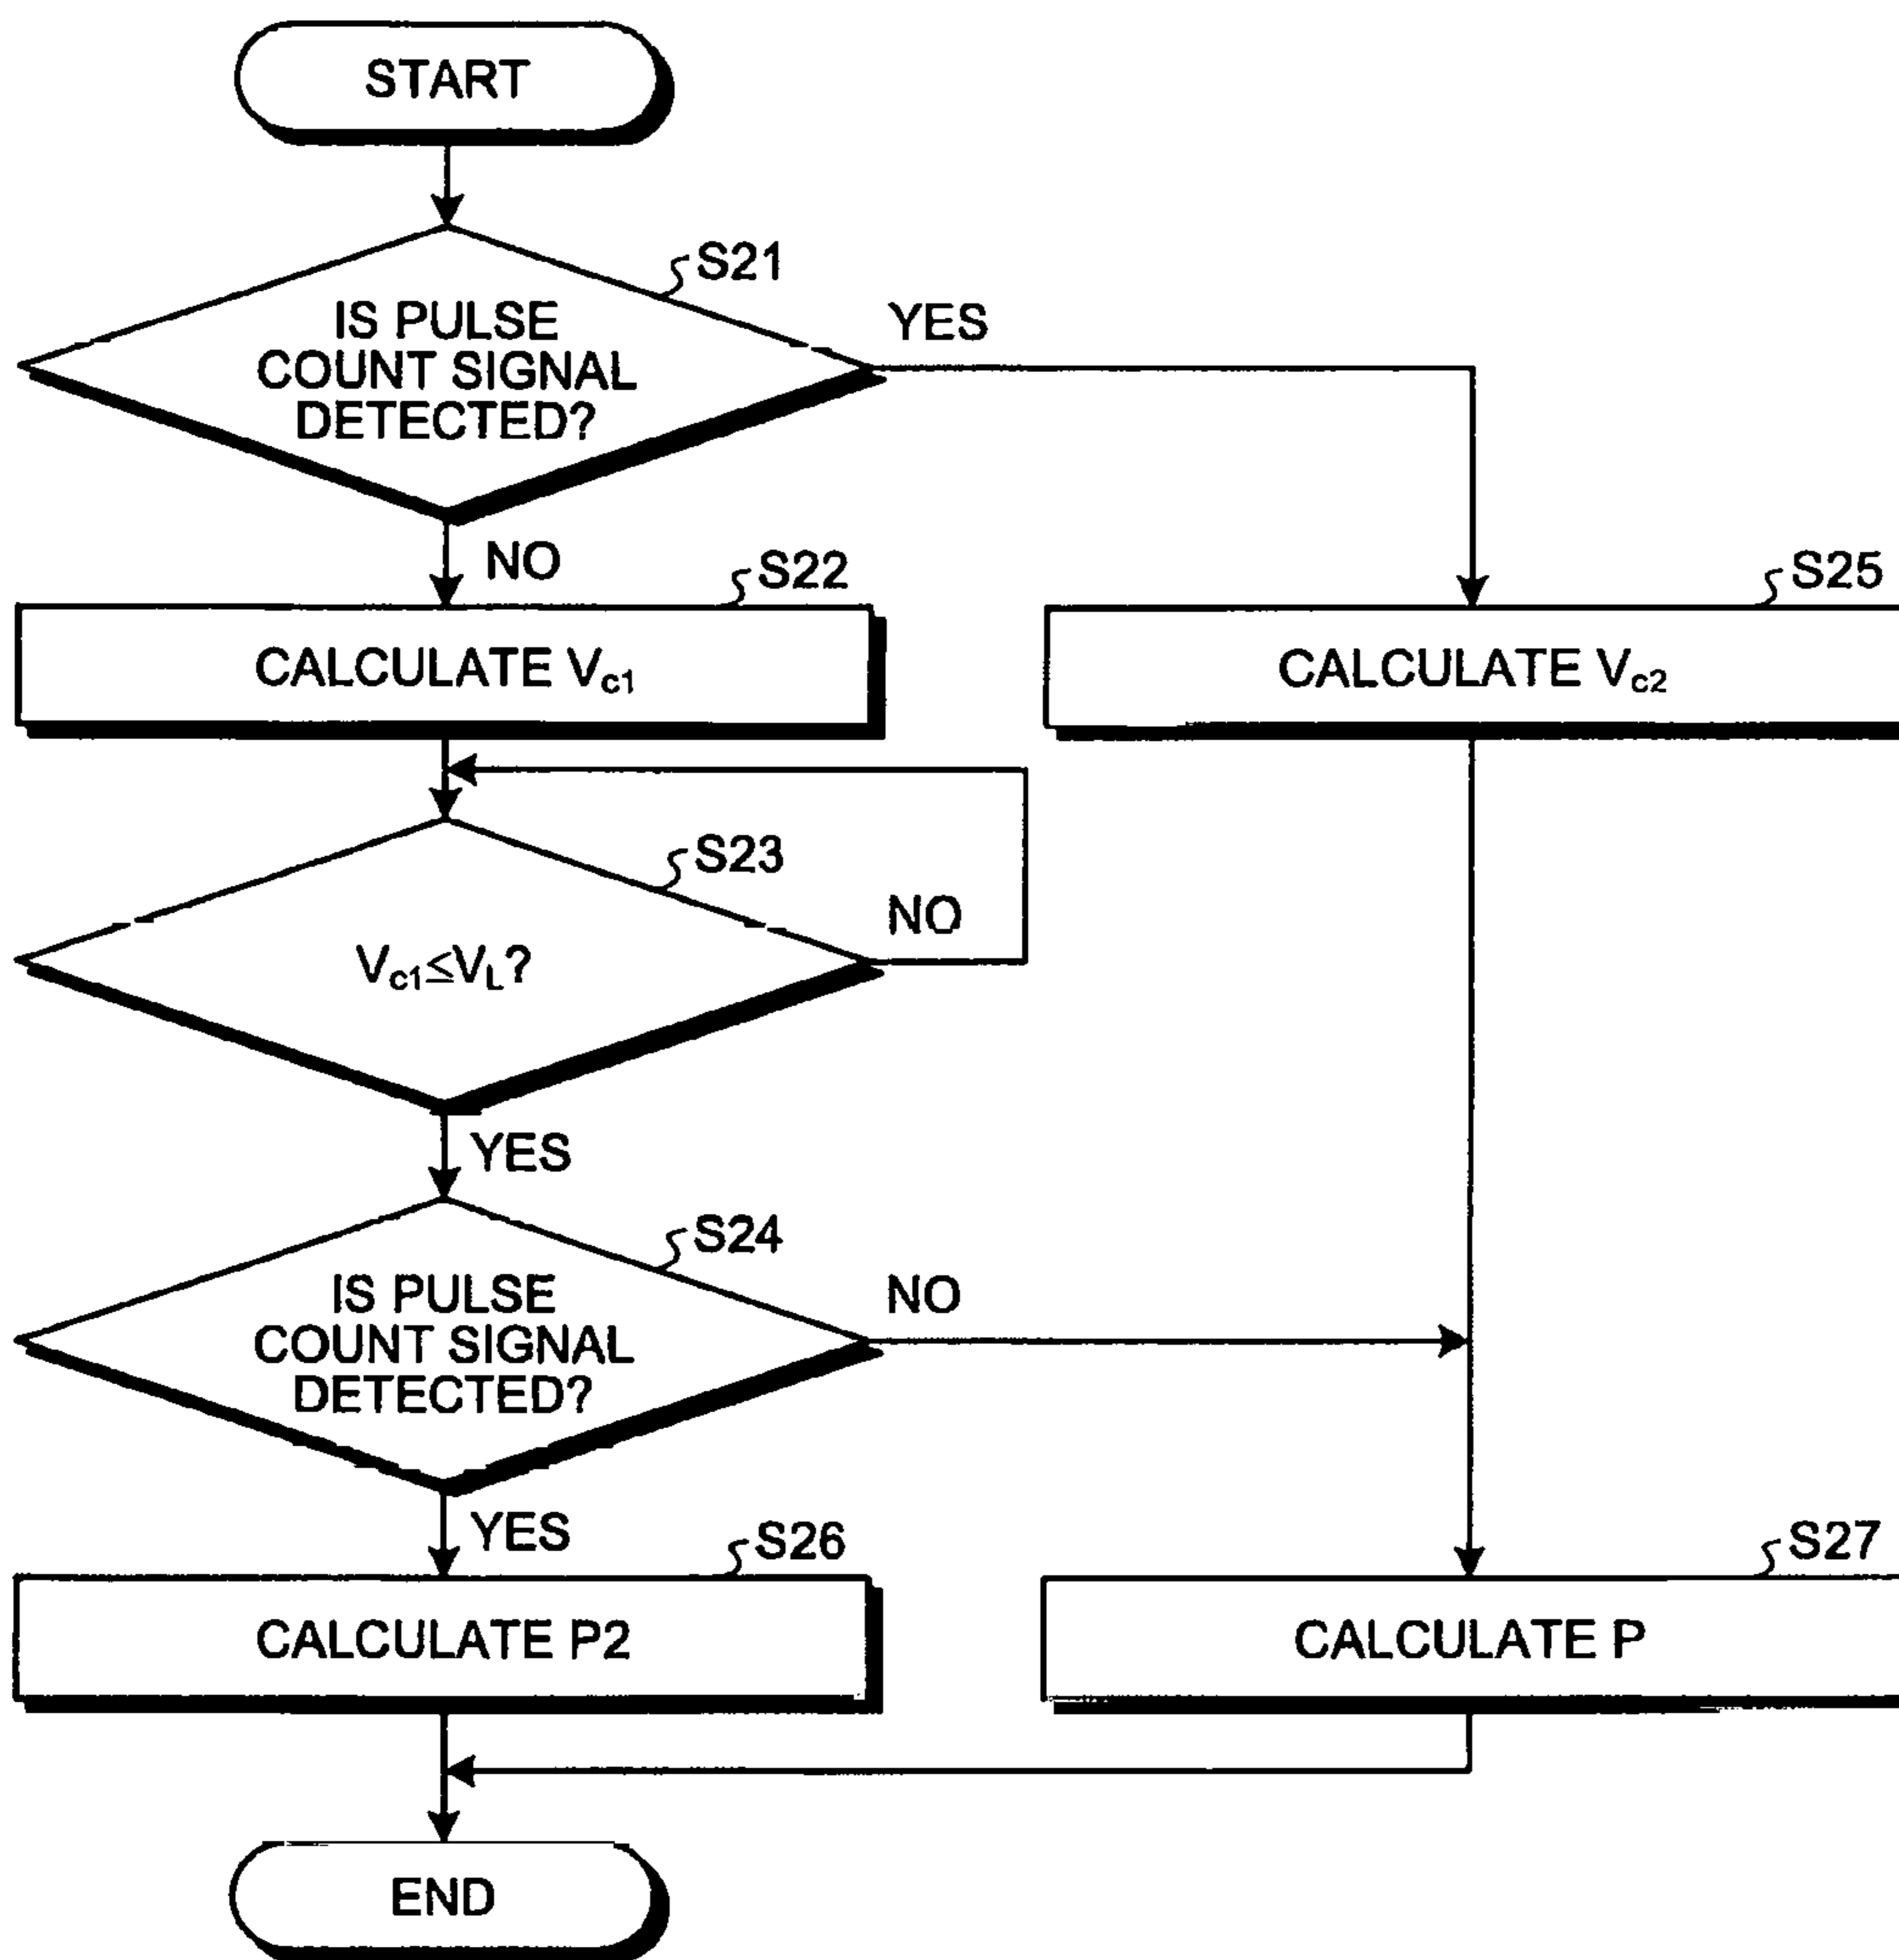 START
S21
IS PULSE
COUNT SIGNAL
DETECTED?
YES
NO
S22
CALCULATE Vc1
S25
CALCULATE Vc2
S23
Vc1≤VL?
NO
YES
S24
IS PULSE
COUNT SIGNAL
DETECTED?
NO
YES
S26
CALCULATE P2
S27
CALCULATE P
END